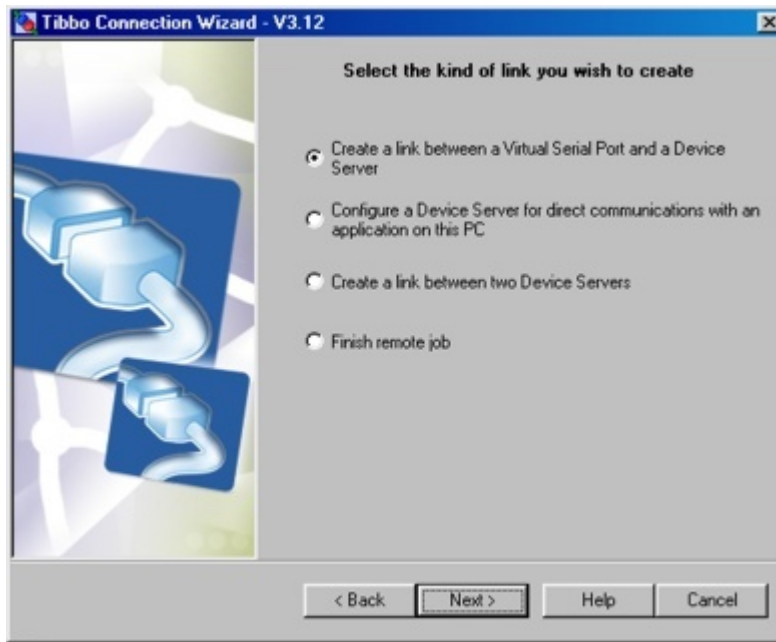 Tibbo Connection Wizard - V3.12
Select the kind of link you wish to create
Create a link between a Virtual Serial Port and a Device
Server
Configure a Device Server for direct communications with an
application on this PC
Create a link between two Device Servers
Finish remote job
< Back
Next >
Help
Cancel